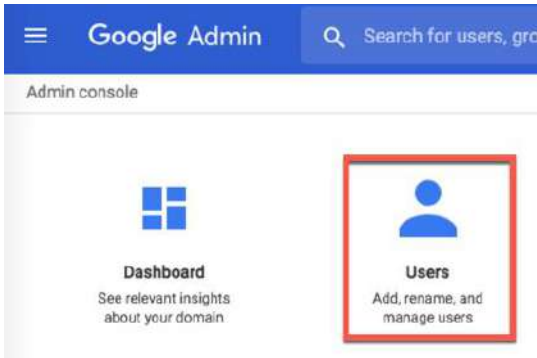 Google Admin
Search for users, gro
Admin console
Dashboard
See relevant insights
about your domain
Users
Add, rename, and
manage users